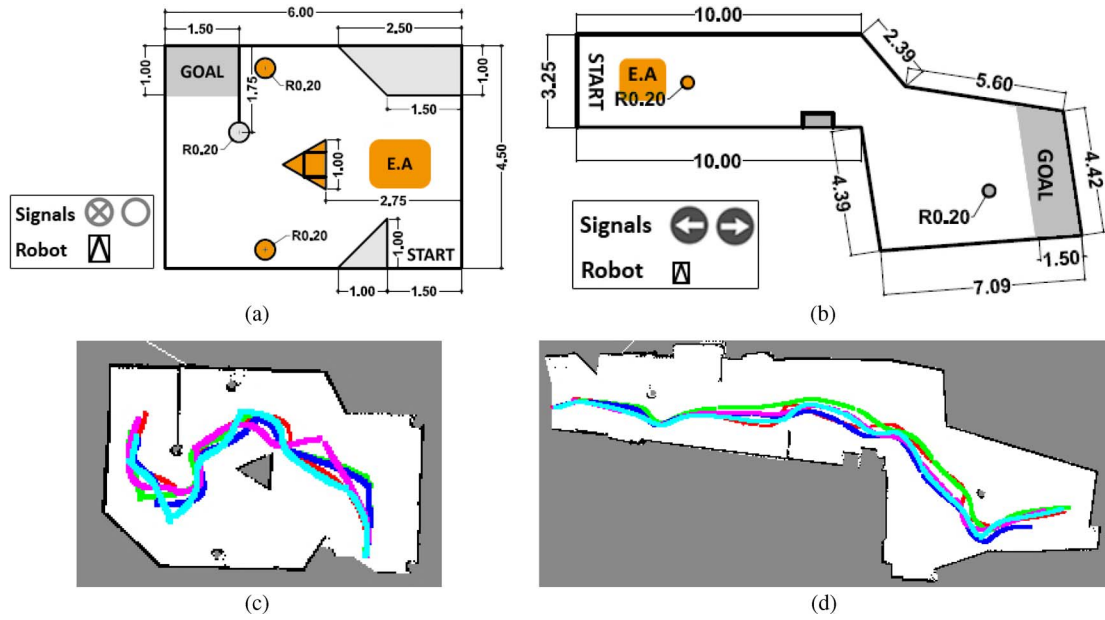 6.00
1.50
2.50
1.00
GOAL
1.75
R0.20
1.00
1.50
R0.20
1.00
E.A
4.50
2.75
Signals
Robot
R0.20
1.00
START
1.00
1.50
(a)
10.00
2.39
3.25
START
E.A
R0.20
5.60
10.00
4.39
GOAL
4.42
R0.20
Signals
Robot
1.50
7.09
(b)
(c)
(d)